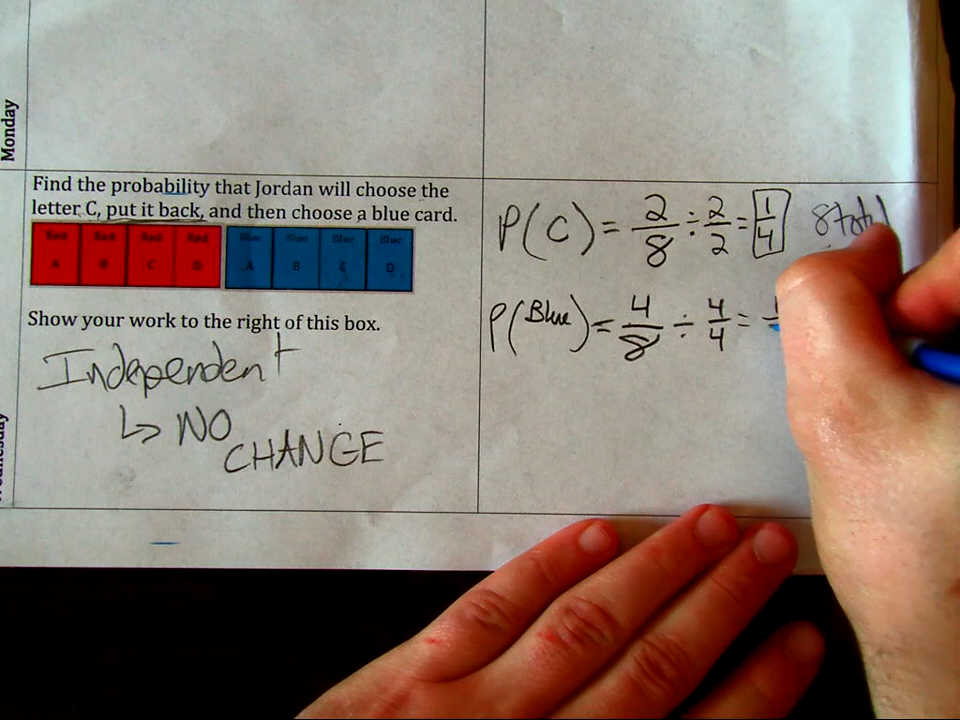 Monday
Find the probability that Jordan will choose the
letter C, put it back, and then choose a blue card.
Red Red Red Red Blue Blue Blue Blue
A B C D A B C D
Show your work to the right of this box.
Independent
↳ NO
CHANGE
P(C) = 2/8 ÷ 2/2 = 1/4 8 total
P(Blue) = 4/8 ÷ 4/4 =